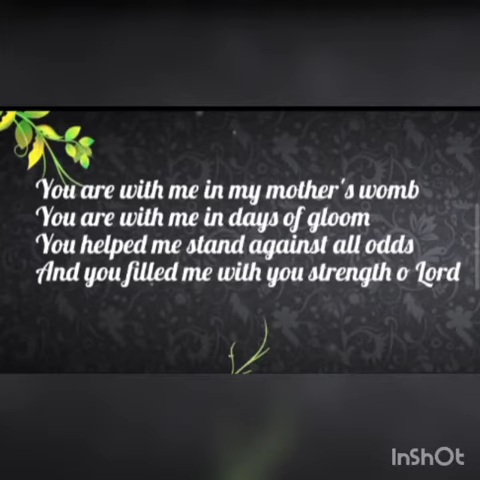 You are with me in my mother's womb
You are with me in days of gloom
You helped me stand against all odds
And you filled me with you strength o Lord
InShOt